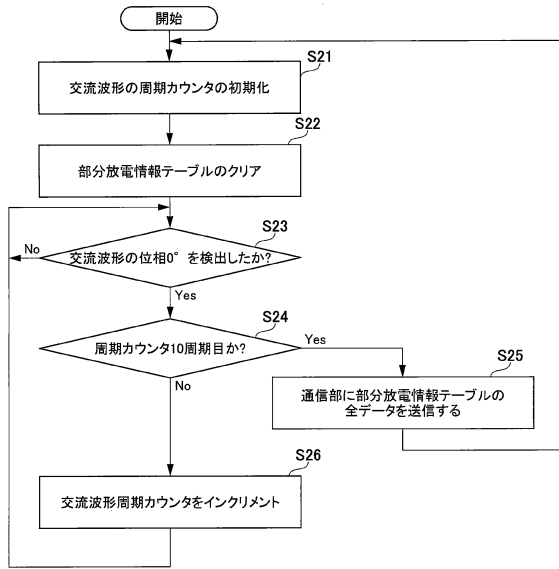 開始
S21
交流波形の周期カウンタの初期化
S22
部分放電情報テーブルのクリア
S23
交流波形の位相0°を検出したか?
No
Yes
S24
周期カウンタ10周期目か?
Yes
No
S25
通信部に部分放電情報テーブルの
全データを送信する
S26
交流波形周期カウンタをインクリメント